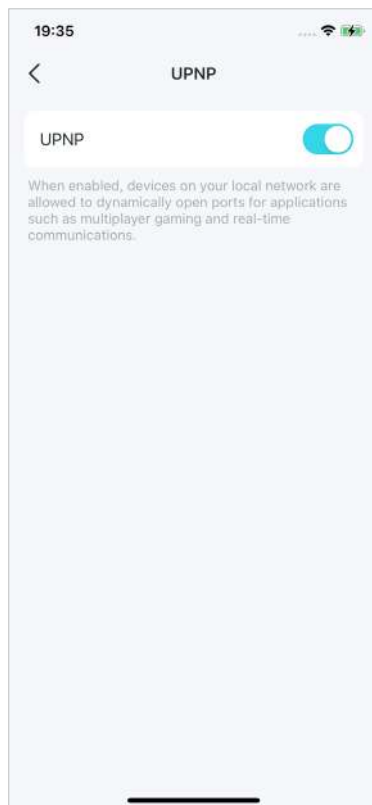 19:35
UPNP
UPNP
When enabled, devices on your local network are
allowed to dynamically open ports for applications
such as multiplayer gaming and real-time
communications.